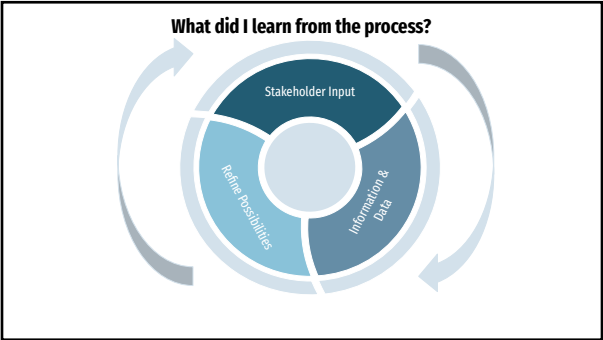 What did I learn from the process?
Stakeholder Input
Information &
Data
Refine Possibilities